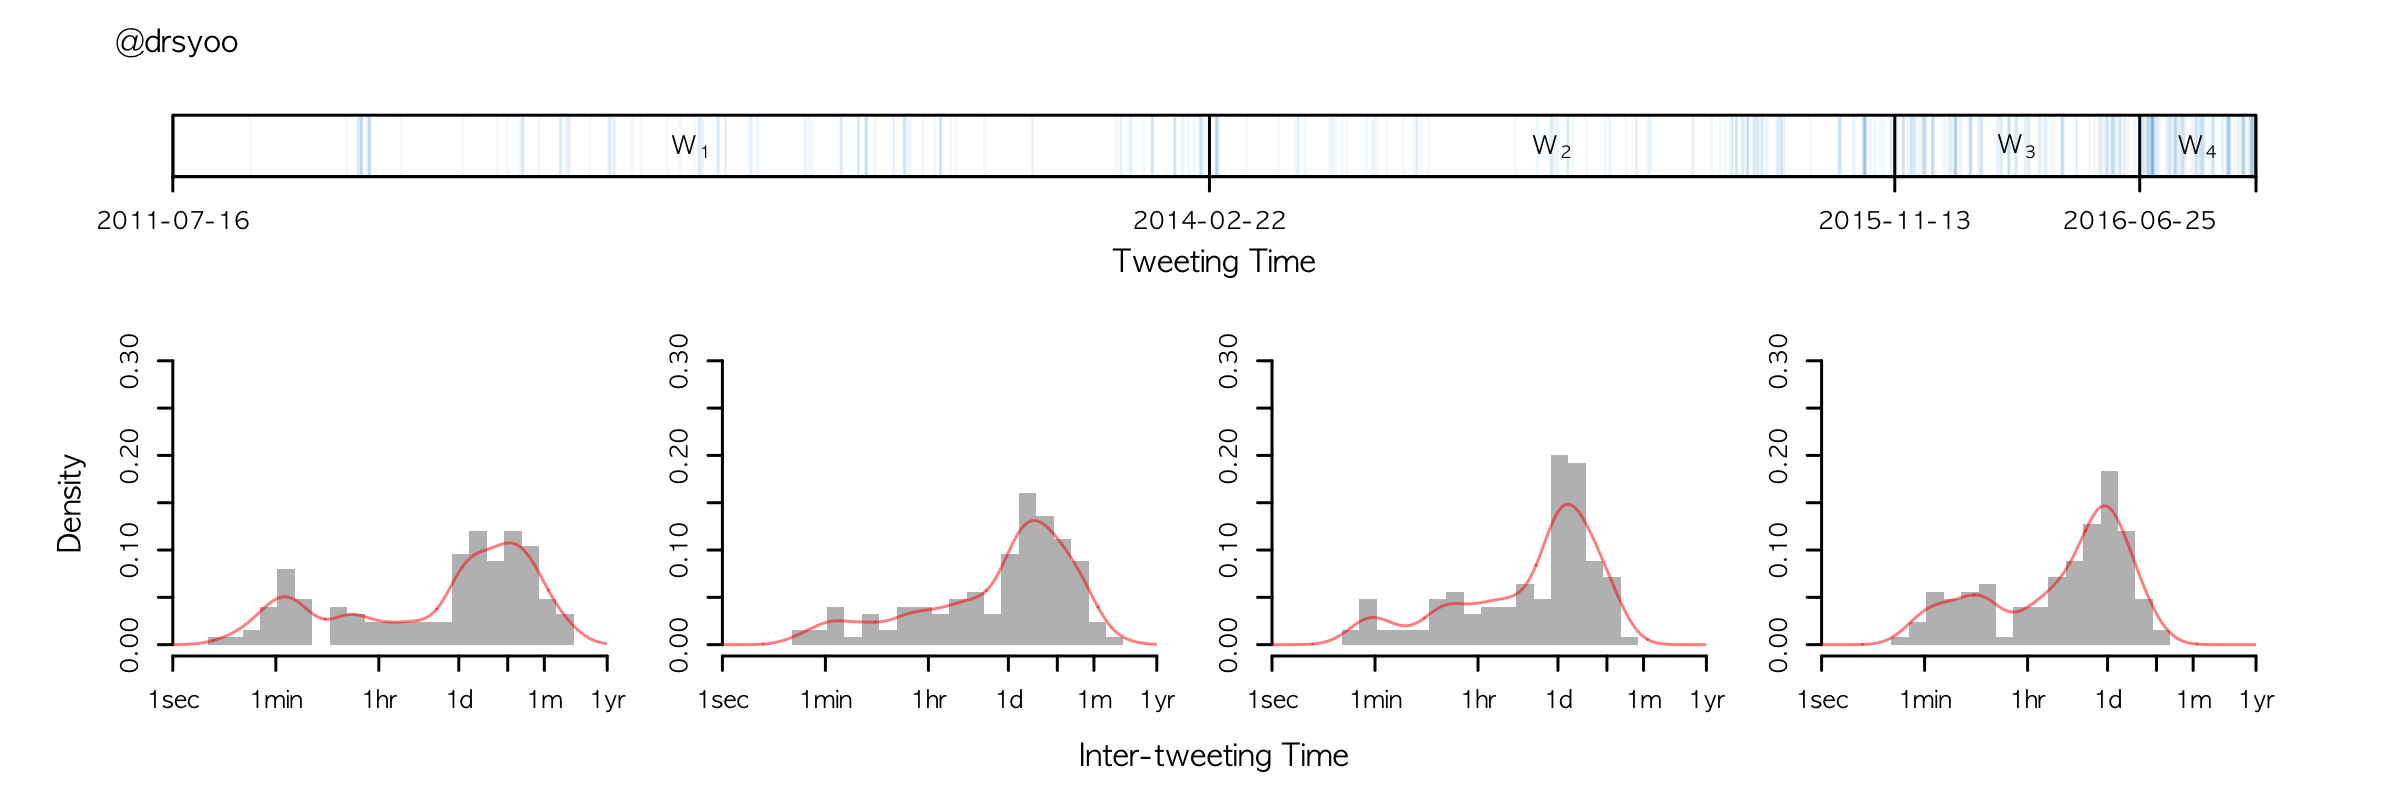 @drsyoo
W1 W2 W3 W4
2011-07-16 2014-02-22 2015-11-13 2016-06-25
Tweeting Time
Density
0.30 0.20 0.10 0.00
0.30 0.20 0.10 0.00
0.30 0.20 0.10 0.00
0.30 0.20 0.10 0.00
1sec 1min 1hr 1d 1m 1yr 1sec 1min 1hr 1d 1m 1yr 1sec 1min 1hr 1d 1m 1yr 1sec 1min 1hr 1d 1m 1yr
Inter-tweeting Time